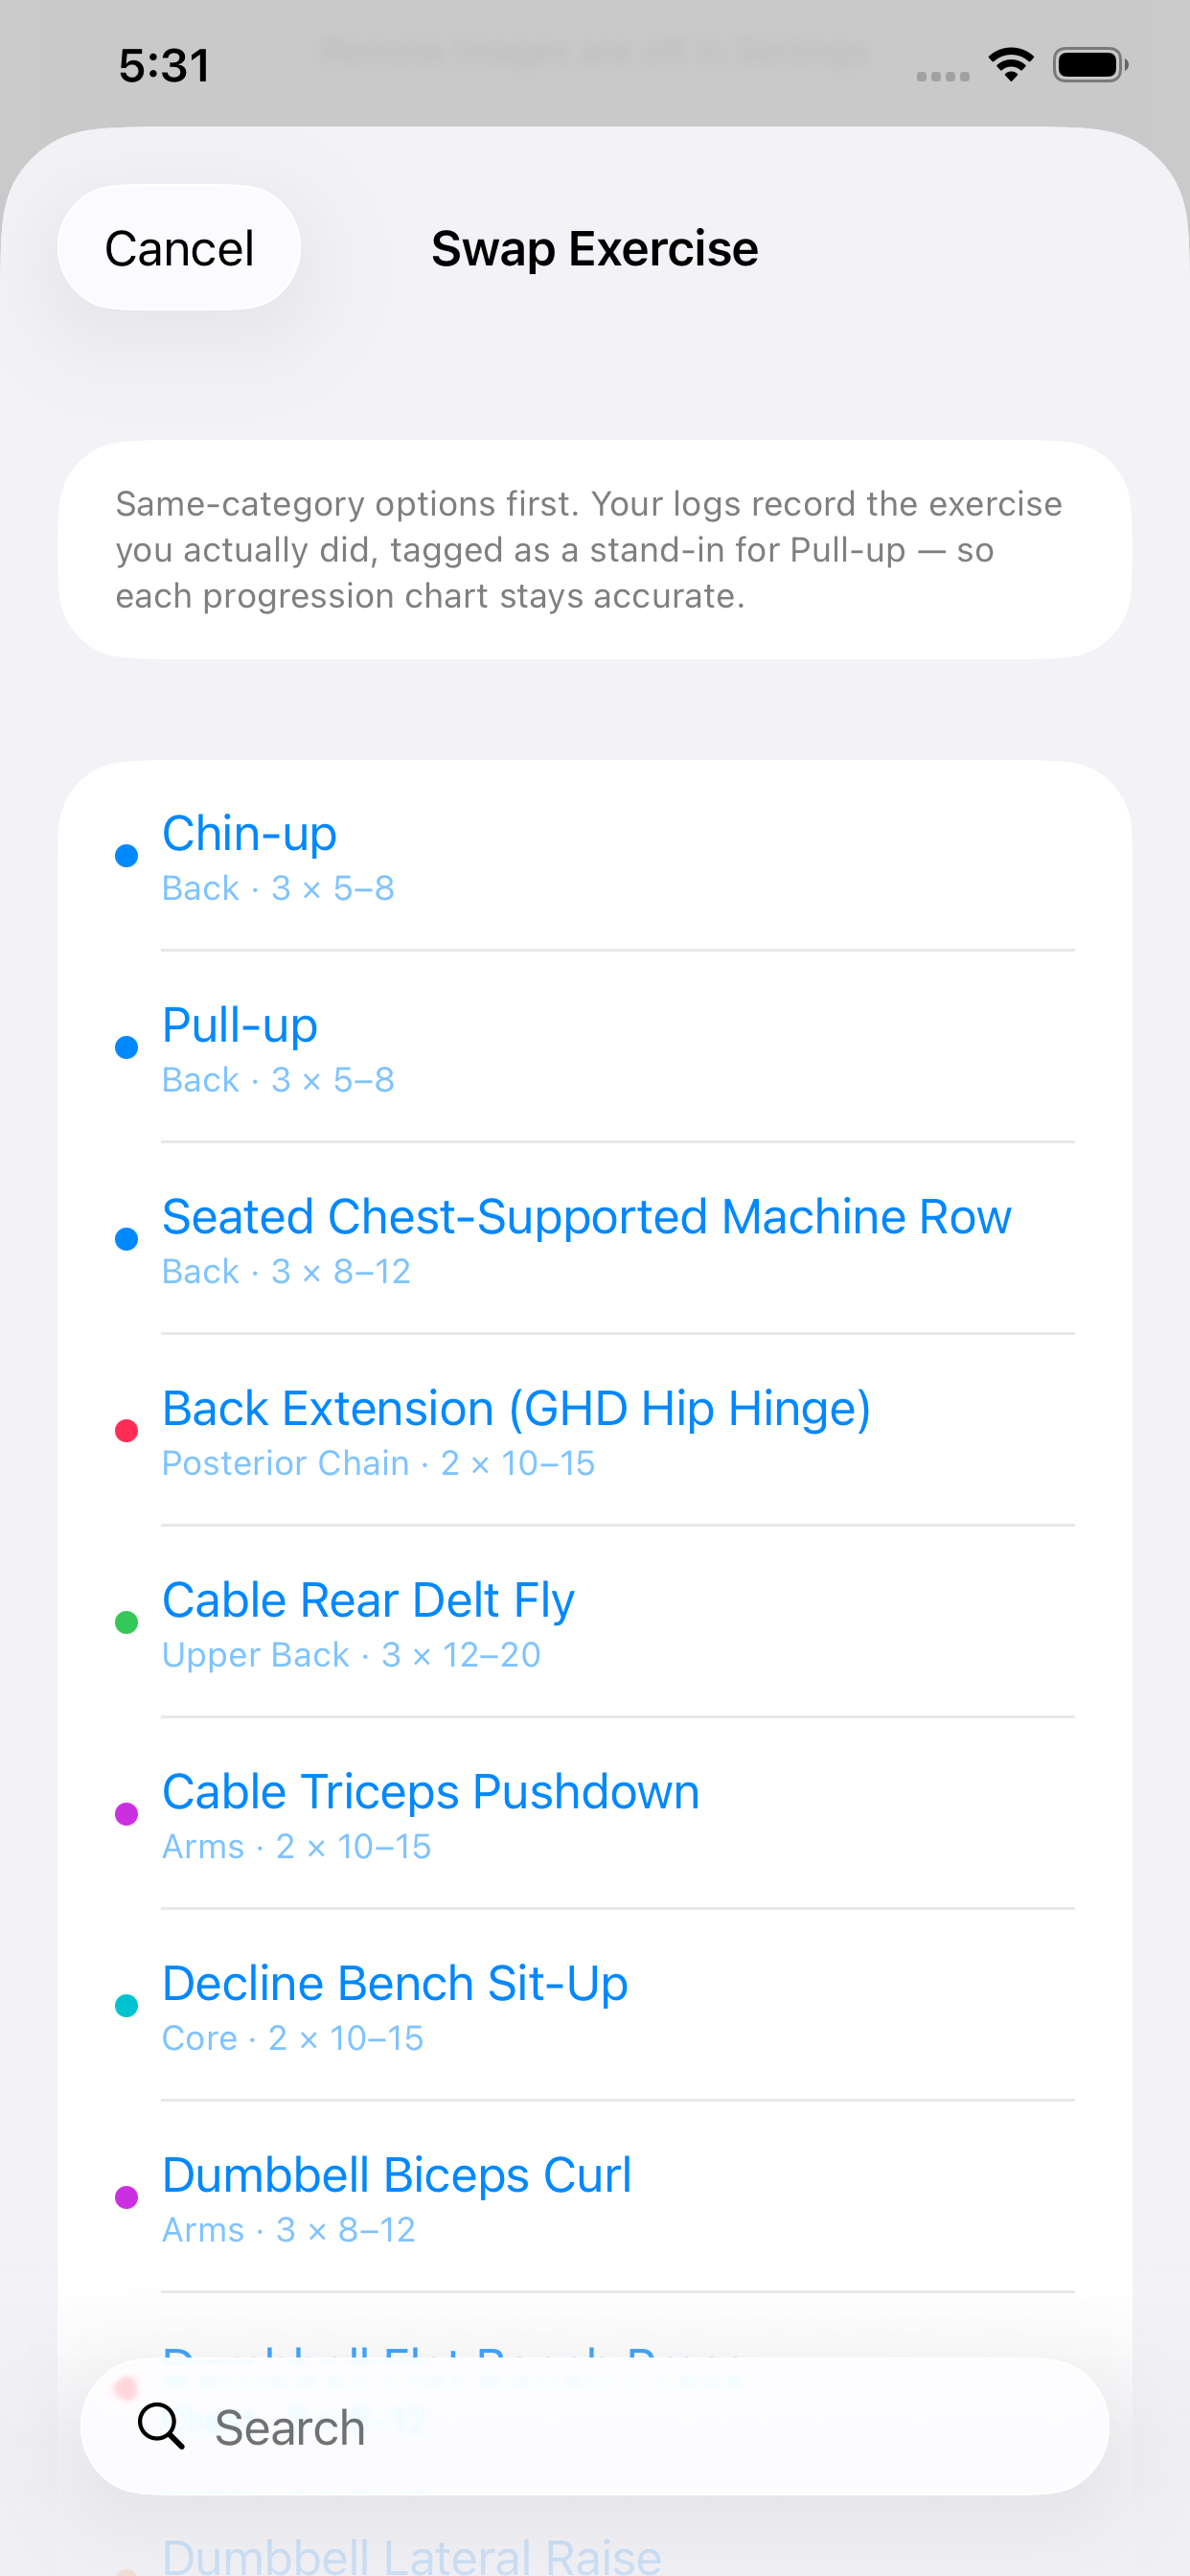 5:31
Cancel
Swap Exercise
Same-category options first. Your logs record the exercise
you actually did, tagged as a stand-in for Pull-up — so
each progression chart stays accurate.
Chin-up
Back · 3 × 5–8
Pull-up
Back · 3 × 5–8
Seated Chest-Supported Machine Row
Back · 3 × 8–12
Back Extension (GHD Hip Hinge)
Posterior Chain · 2 × 10–15
Cable Rear Delt Fly
Upper Back · 3 × 12–20
Cable Triceps Pushdown
Arms · 2 × 10–15
Decline Bench Sit-Up
Core · 2 × 10–15
Dumbbell Biceps Curl
Arms · 3 × 8–12
Dumbbell Flat Bench Press
Search
Dumbbell Lateral Raise